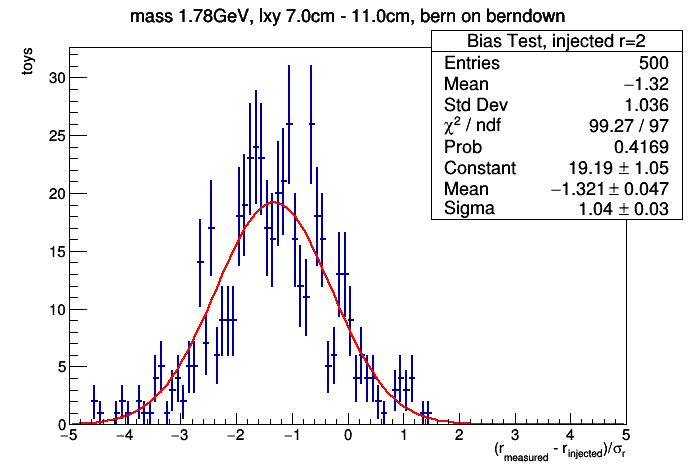 mass 1.78GeV, lxy 7.0cm - 11.0cm, bern on berndown
Bias Test, injected r=2
Entries 500
Mean −1.32
Std Dev 1.036
χ² / ndf 99.27 / 97
Prob 0.4169
Constant 19.19 ± 1.05
Mean −1.321 ± 0.047
Sigma 1.04 ± 0.03
toys
30
25
20
15
10
5
0
−5 −4 −3 −2 −1 0 1 2 3 4 5
(r_measured - r_injected)/σ_r